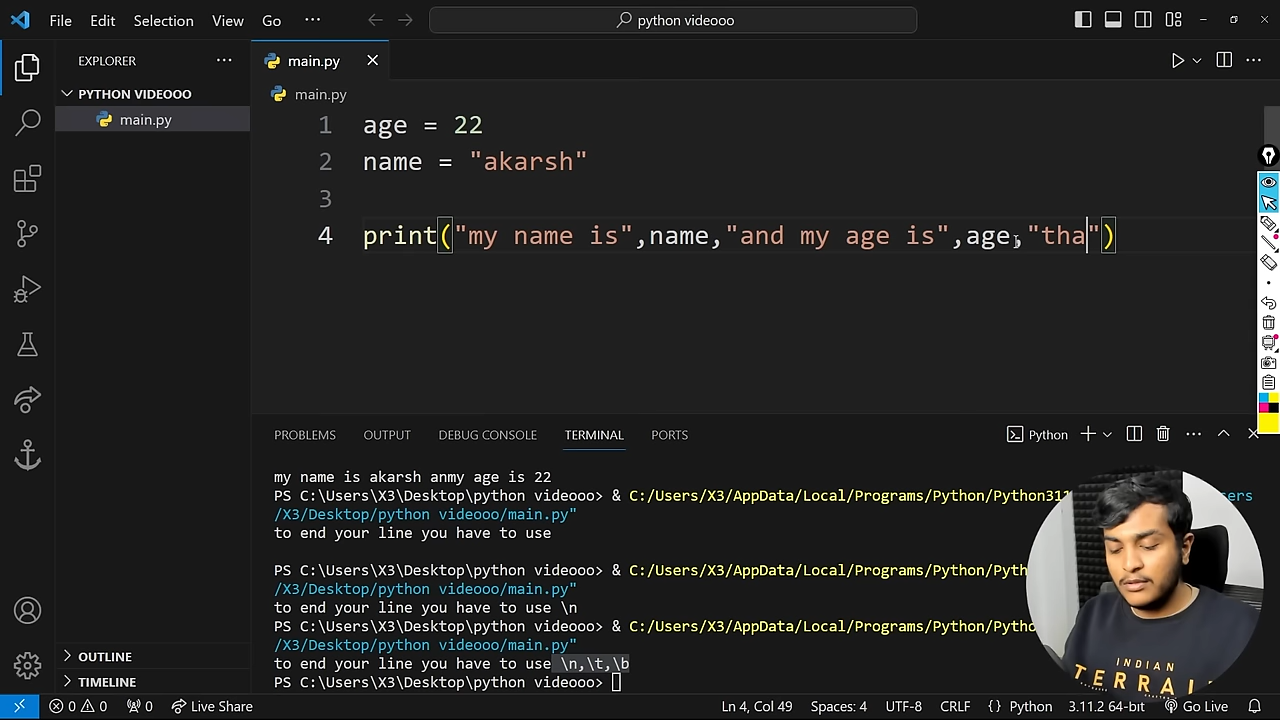 File Edit Selection View Go ··· python videooo
EXPLORER ···
PYTHON VIDEOOO
main.py
main.py
main.py
1 age = 22
2 name = "akarsh"
3
4 print("my name is",name,"and my age is",age,"tha")
PROBLEMS OUTPUT DEBUG CONSOLE TERMINAL PORTS Python
my name is akarsh anmy age is 22
PS C:\Users\X3\Desktop\python videooo> & C:/Users/X3/AppData/Local/Programs/Python/Python311 sers
/X3/Desktop/python videooo/main.py"
to end your line you have to use
PS C:\Users\X3\Desktop\python videooo> & C:/Users/X3/AppData/Local/Programs/Pyth
/X3/Desktop/python videooo/main.py"
to end your line you have to use \n
PS C:\Users\X3\Desktop\python videooo> & C:/Users/X3/AppData/Local/Programs/Pytho
/X3/Desktop/python videooo/main.py"
to end your line you have to use \n,\t,\b
PS C:\Users\X3\Desktop\python videooo>
OUTLINE
TIMELINE
INDIAN
TERRAI
0 0 0 Live Share Ln 4, Col 49 Spaces: 4 UTF-8 CRLF {} Python 3.11.2 64-bit Go Live